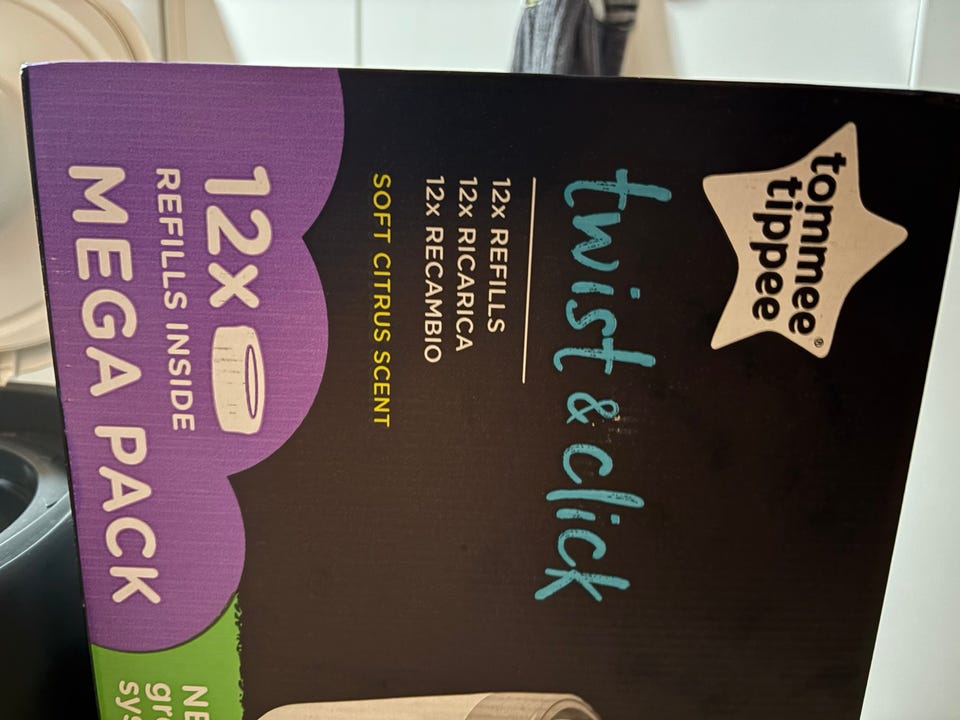 tommee
tippee®
twist & click
12x REFILLS
12x RICARICA
12x RECAMBIO
SOFT CITRUS SCENT
12x
REFILLS INSIDE
MEGA PACK